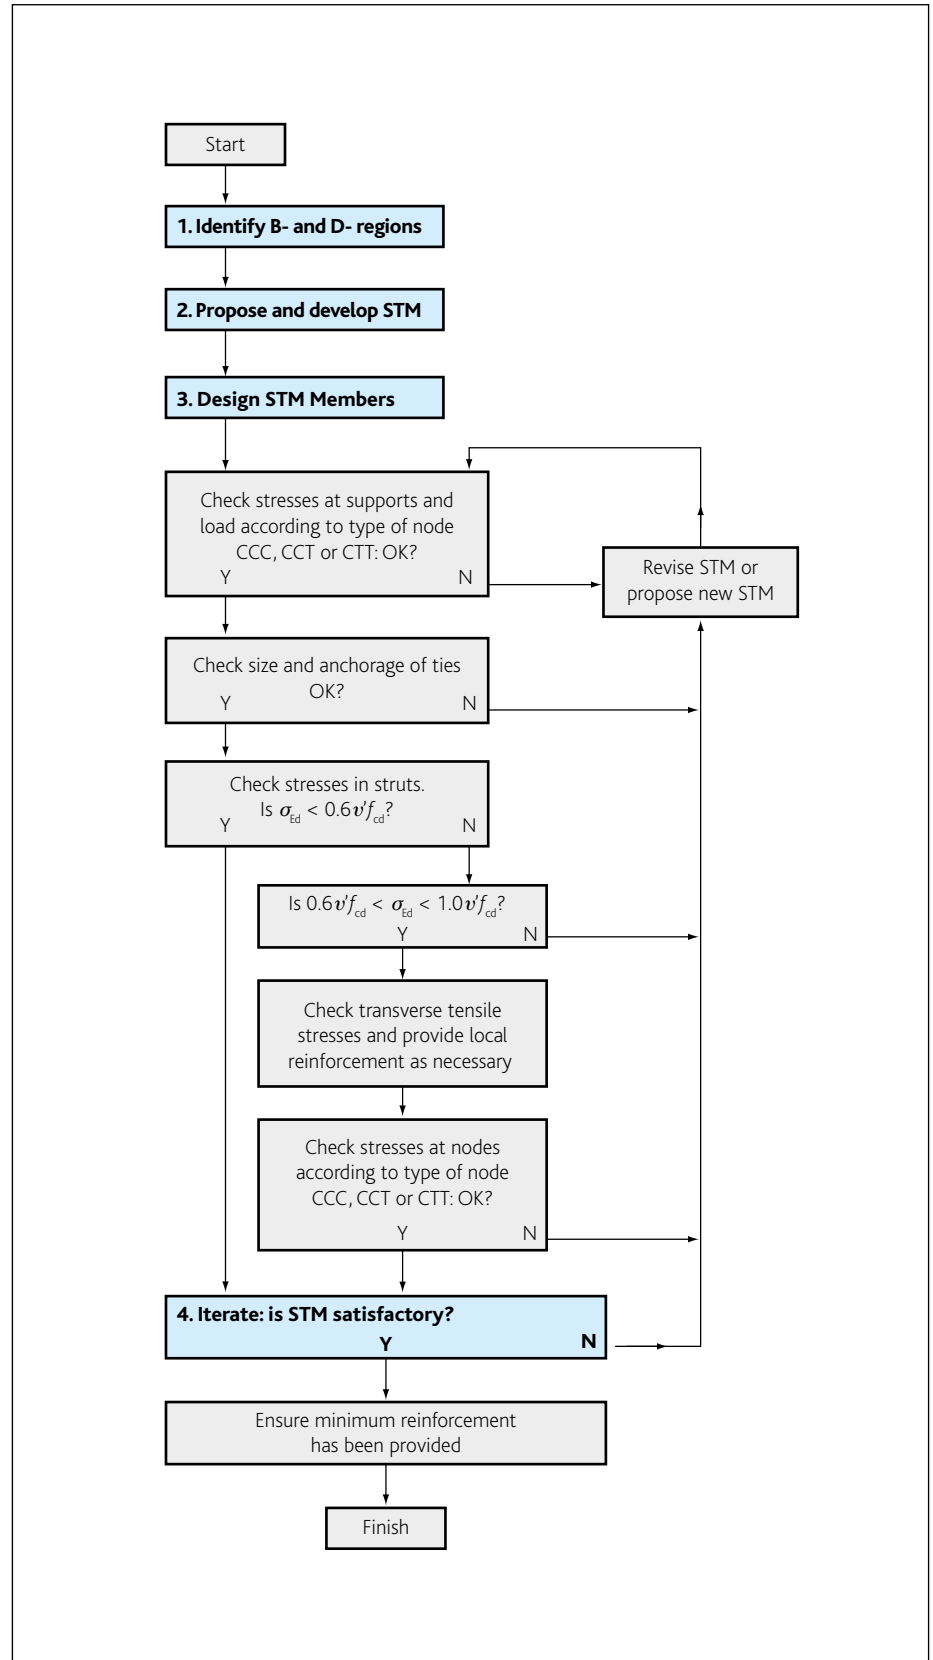 Start
1. Identify B- and D- regions
2. Propose and develop STM
3. Design STM Members
Check stresses at supports and
load according to type of node
CCC, CCT or CTT: OK?
Y N
Revise STM or
propose new STM
Check size and anchorage of ties
OK?
Y N
Check stresses in struts.
Is σEd < 0.6v’fcd?
Y N
Is 0.6v’fcd < σEd < 1.0v’fcd?
Y N
Check transverse tensile
stresses and provide local
reinforcement as necessary
Check stresses at nodes
according to type of node
CCC, CCT or CTT: OK?
Y N
4. Iterate: is STM satisfactory?
Y N
Ensure minimum reinforcement
has been provided
Finish